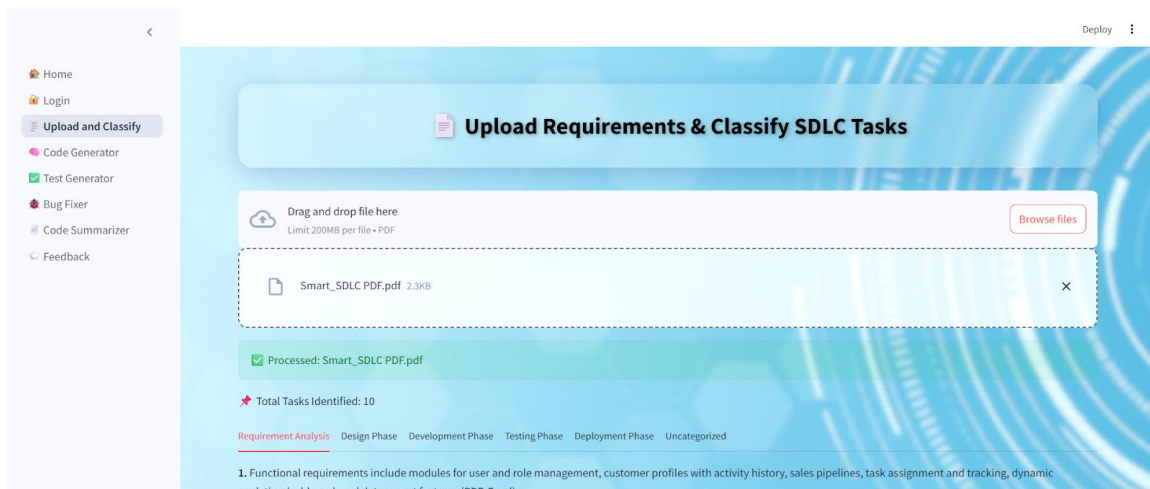 Deploy
Home
Login
Upload and Classify
Code Generator
Test Generator
Bug Fixer
Code Summarizer
Feedback
Upload Requirements & Classify SDLC Tasks
Drag and drop file here
Limit 200MB per file • PDF
Browse files
Smart_SDLC PDF.pdf 2.3KB
Processed: Smart_SDLC PDF.pdf
Total Tasks Identified: 10
Requirement Analysis Design Phase Development Phase Testing Phase Deployment Phase Uncategorized
1. Functional requirements include modules for user and role management, customer profiles with activity history, sales pipelines, task assignment and tracking, dynamic